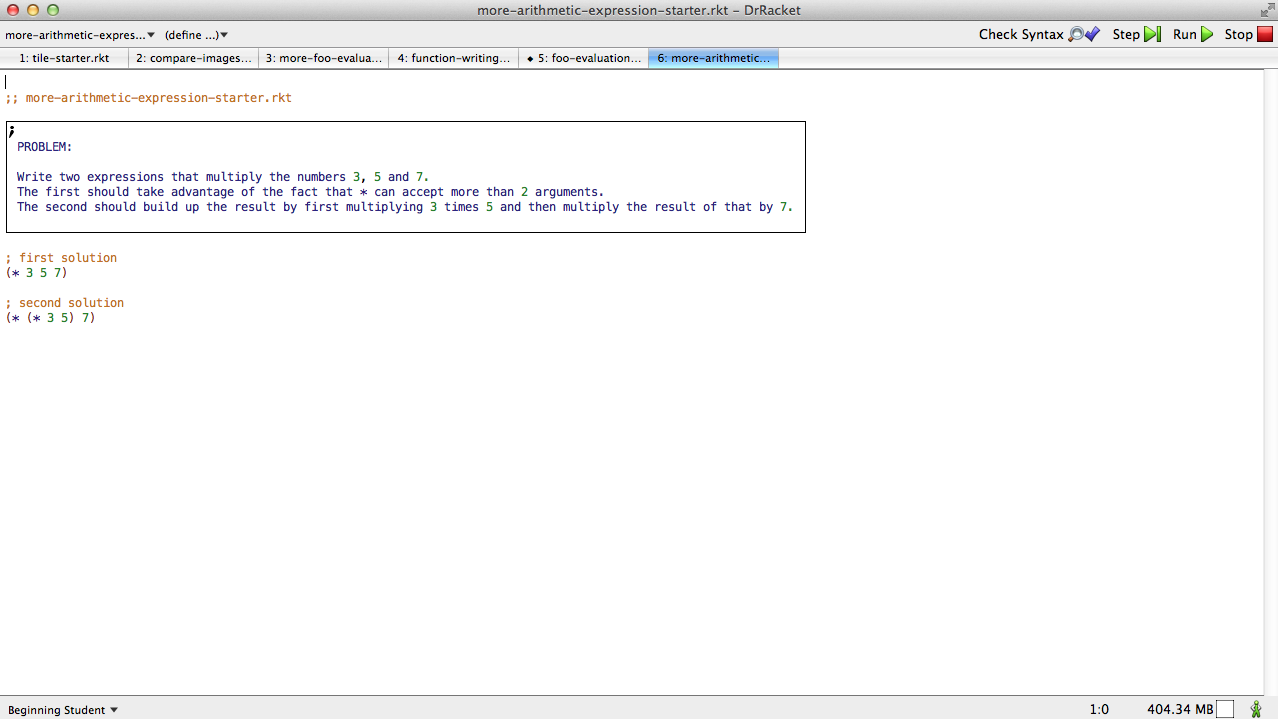 more-arithmetic-expression-starter.rkt – DrRacket
more-arithmetic-expres... (define ...) Check Syntax Step Run Stop
1: tile-starter.rkt 2: compare-images... 3: more-foo-evalua... 4: function-writing... 5: foo-evaluation... 6: more-arithmetic...
;; more-arithmetic-expression-starter.rkt
;
PROBLEM:
Write two expressions that multiply the numbers 3, 5 and 7.
The first should take advantage of the fact that * can accept more than 2 arguments.
The second should build up the result by first multiplying 3 times 5 and then multiply the result of that by 7.
; first solution
(* 3 5 7)
; second solution
(* (* 3 5) 7)
Beginning Student 1:0 404.34 MB